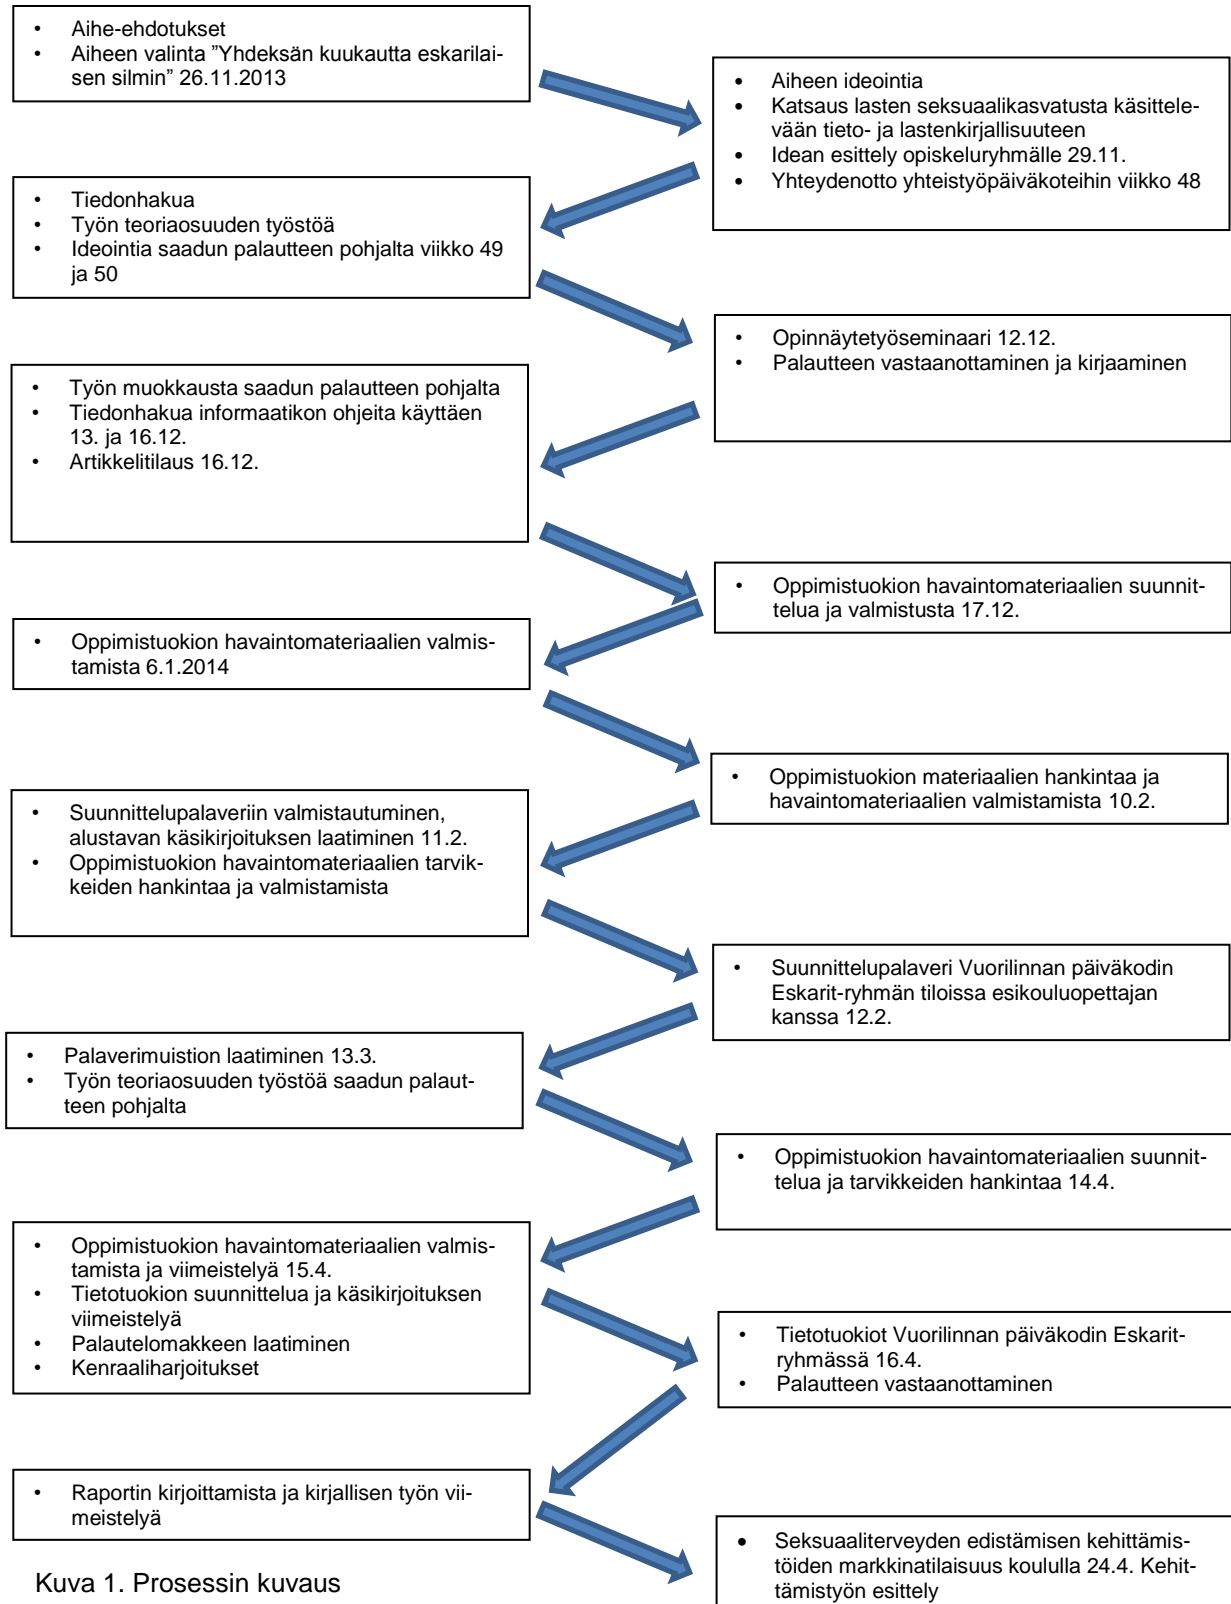 • Aihe-ehdotukset
• Aiheen valinta ”Yhdeksän kuukautta eskarilai-
sen silmin” 26.11.2013
• Aiheen ideointia
• Katsaus lasten seksuaalikasvatusta käsittele-
vään tieto- ja lastenkirjallisuuteen
• Idean esittely opiskeluryhmälle 29.11.
• Yhteydenotto yhteistyöpäiväkoteihin viikko 48
• Tiedonhakua
• Työn teoriaosuuden työstöä
• Ideointia saadun palautteen pohjalta viikko 49
ja 50
• Opinnäytetyöseminaari 12.12.
• Palautteen vastaanottaminen ja kirjaaminen
• Työn muokkausta saadun palautteen pohjalta
• Tiedonhakua informaatikon ohjeita käyttäen
13. ja 16.12.
• Artikkelitilaus 16.12.
• Oppimistuokion havaintomateriaalien suunnit-
telua ja valmistusta 17.12.
• Oppimistuokion havaintomateriaalien valmis-
tamista 6.1.2014
• Oppimistuokion materiaalien hankintaa ja
havaintomateriaalien valmistamista 10.2.
• Suunnittelupalaveriin valmistautuminen,
alustavan käsikirjoituksen laatiminen 11.2.
• Oppimistuokion havaintomateriaalien tarvik-
keiden hankintaa ja valmistamista
• Suunnittelupalaveri Vuorilinnan päiväkodin
Eskarit-ryhmän tiloissa esikouluopettajan
kanssa 12.2.
• Palaverimuistion laatiminen 13.3.
• Työn teoriaosuuden työstöä saadun palaut-
teen pohjalta
• Oppimistuokion havaintomateriaalien suunnit-
telua ja tarvikkeiden hankintaa 14.4.
• Oppimistuokion havaintomateriaalien valmis-
tamista ja viimeistelyä 15.4.
• Tietotuokion suunnittelua ja käsikirjoituksen
viimeistelyä
• Palautelomakkeen laatiminen
• Kenraaliharjoitukset
• Tietotuokiot Vuorilinnan päiväkodin Eskarit-
ryhmässä 16.4.
• Palautteen vastaanottaminen
• Raportin kirjoittamista ja kirjallisen työn vii-
meistelyä
• Seksuaaliterveyden edistämisen kehittämis-
töiden markkinatilaisuus koululla 24.4. Kehit-
tämistyön esittely
Kuva 1. Prosessin kuvaus